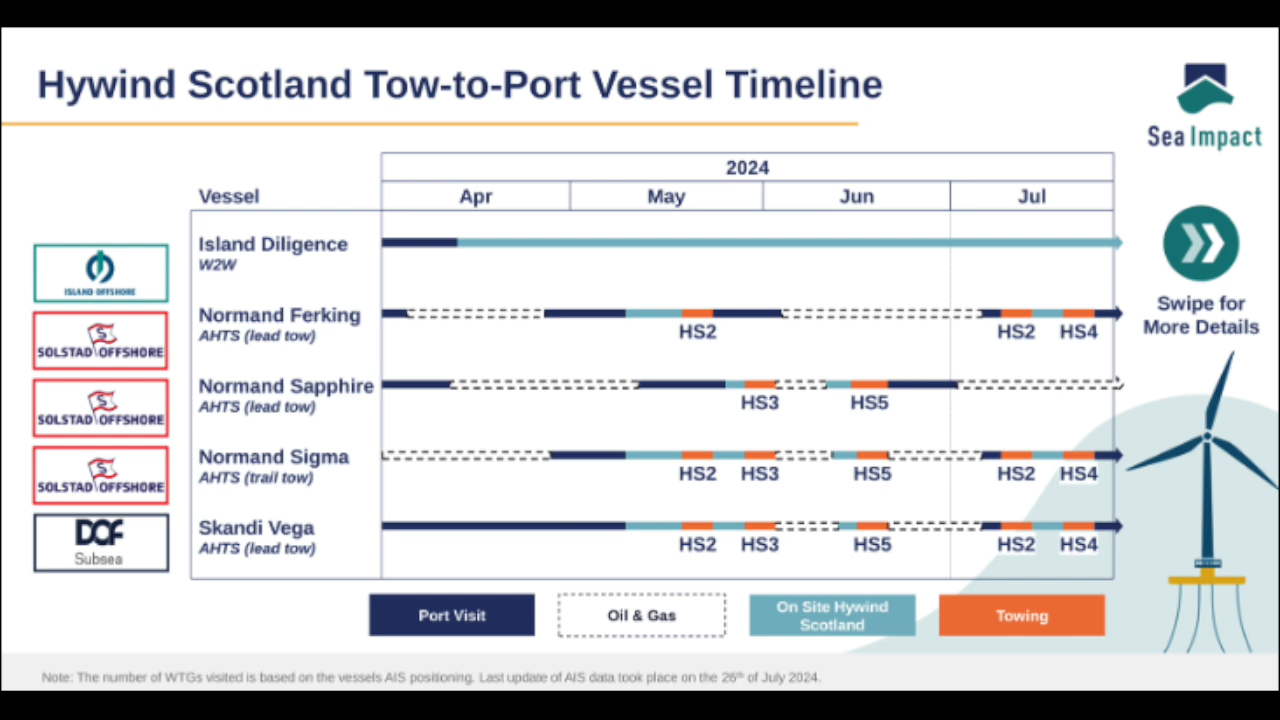 Hywind Scotland Tow-to-Port Vessel Timeline
Sea Impact
2024
Vessel
Apr
May
Jun
Jul
ISLAND OFFSHORE
Island Diligence
W2W
Swipe for
More Details
SOLSTAD OFFSHORE
Normand Ferking
AHTS (lead tow)
HS2
HS2
HS4
SOLSTAD OFFSHORE
Normand Sapphire
AHTS (lead tow)
HS3
HS5
SOLSTAD OFFSHORE
Normand Sigma
AHTS (trail tow)
HS2
HS3
HS5
HS2
HS4
DOF
Subsea
Skandi Vega
AHTS (lead tow)
HS2
HS3
HS5
HS2
HS4
Port Visit
Oil & Gas
On Site Hywind
Scotland
Towing
Note: The number of WTGs visited is based on the vessels AIS positioning. Last update of AIS data took place on the 26th of July 2024.